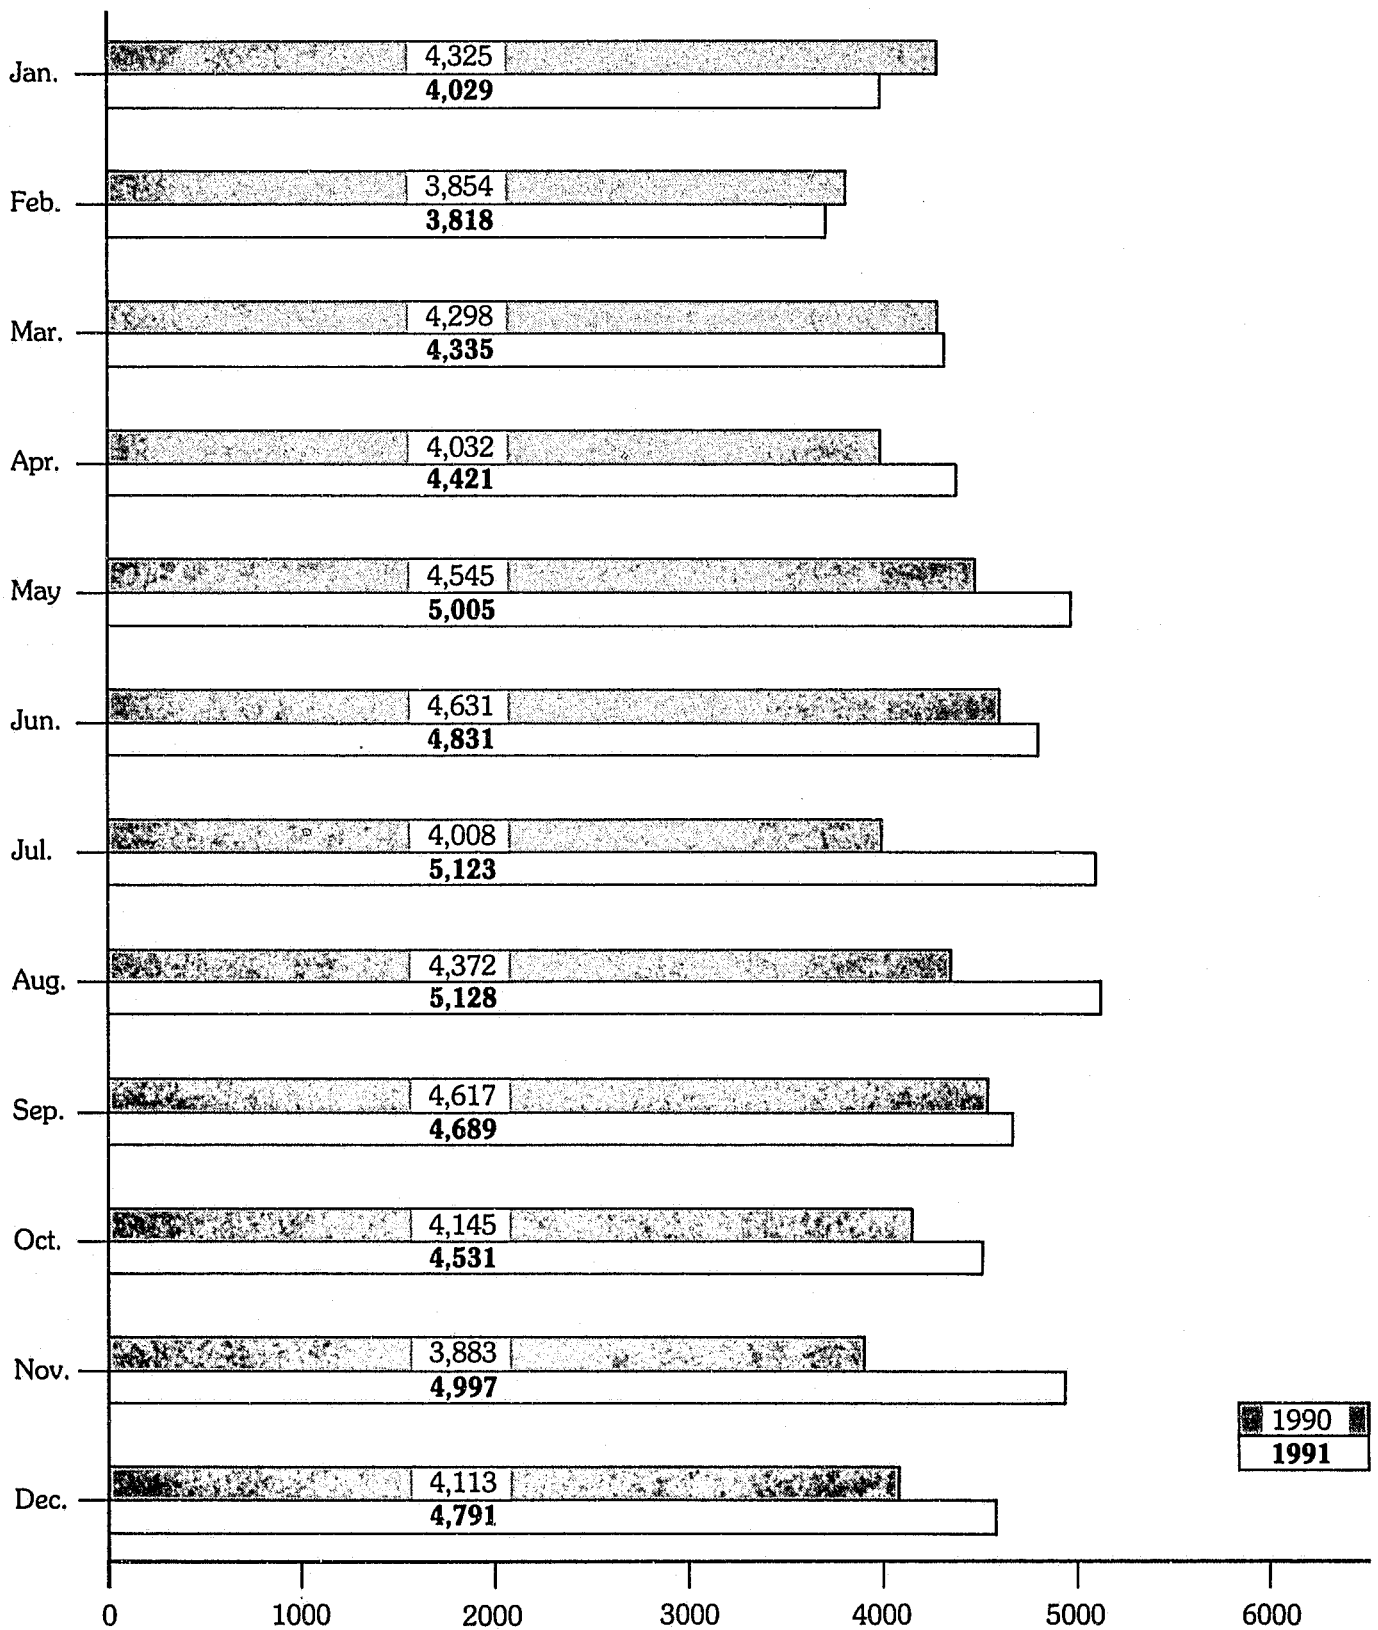 4,325
Jan.
4,029
3,854
Feb.
3,818
4,298
Mar.
4,335
4,032
Apr.
4,421
4,545
May
5,005
4,631
Jun.
4,831
4,008
Jul.
5,123
4,372
Aug.
5,128
4,617
Sep.
4,689
4,145
Oct.
4,531
3,883
Nov.
4,997
1990
1991
4,113
Dec.
4,791
0 1000 2000 3000 4000 5000 6000